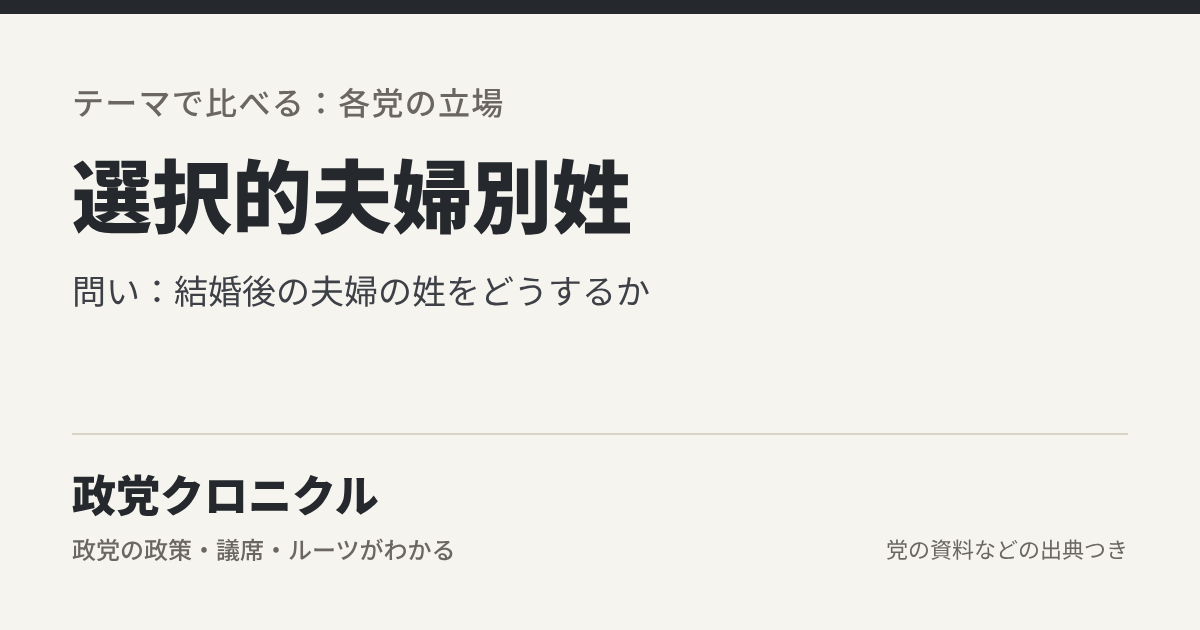 テーマで比べる：各党の立場
選択的夫婦別姓
問い：結婚後の夫婦の姓をどうするか
政党クロニクル
政党の政策・議席・ルーツがわかる
党の資料などの出典つき